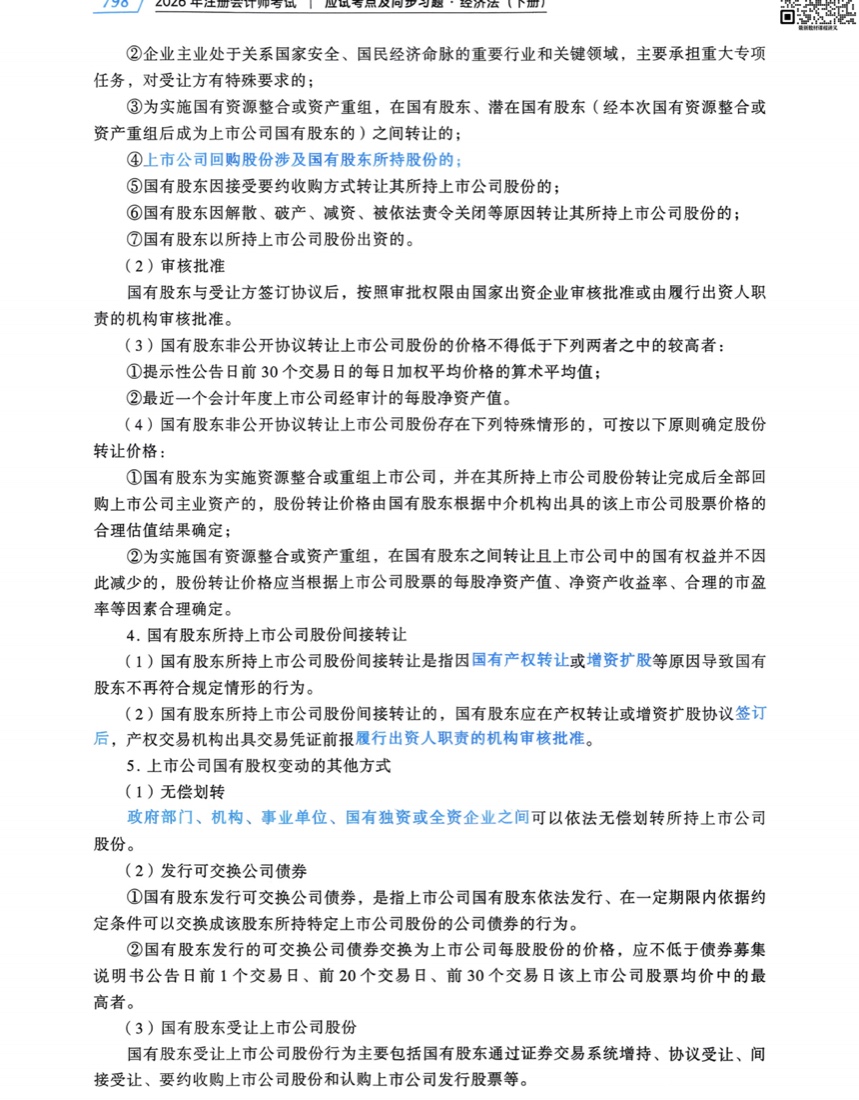 798 2026 年注册会计师考试 | 应试考点及同步习题·经济法（下册）
②企业主业处于关系国家安全、国民经济命脉的重要行业和关键领域，主要承担重大专项
任务，对受让方有特殊要求的；
③为实施国有资源整合或资产重组，在国有股东、潜在国有股东（经本次国有资源整合或
资产重组后成为上市公司国有股东的）之间转让的；
④上市公司回购股份涉及国有股东所持股份的；
⑤国有股东因接受要约收购方式转让其所持上市公司股份的；
⑥国有股东因解散、破产、减资、被依法责令关闭等原因转让其所持上市公司股份的；
⑦国有股东以所持上市公司股份出资的。
（2）审核批准
国有股东与受让方签订协议后，按照审批权限由国家出资企业审核批准或由履行出资人职
责的机构审核批准。
（3）国有股东非公开协议转让上市公司股份的价格不得低于下列两者之中的较高者：
①提示性公告日前 30 个交易日的每日加权平均价格的算术平均值；
②最近一个会计年度上市公司经审计的每股净资产值。
（4）国有股东非公开协议转让上市公司股份存在下列特殊情形的，可按以下原则确定股份
转让价格：
①国有股东为实施资源整合或重组上市公司，并在其所持上市公司股份转让完成后全部回
购上市公司主业资产的，股份转让价格由国有股东根据中介机构出具的该上市公司股票价格的
合理估值结果确定；
②为实施国有资源整合或资产重组，在国有股东之间转让且上市公司中的国有权益并不因
此减少的，股份转让价格应当根据上市公司股票的每股净资产值、净资产收益率、合理的市盈
率等因素合理确定。
4. 国有股东所持上市公司股份间接转让
（1）国有股东所持上市公司股份间接转让是指因国有产权转让或增资扩股等原因导致国有
股东不再符合规定情形的行为。
（2）国有股东所持上市公司股份间接转让的，国有股东应在产权转让或增资扩股协议签订
后，产权交易机构出具交易凭证前报履行出资人职责的机构审核批准。
5. 上市公司国有股权变动的其他方式
（1）无偿划转
政府部门、机构、事业单位、国有独资或全资企业之间可以依法无偿划转所持上市公司
股份。
（2）发行可交换公司债券
①国有股东发行可交换公司债券，是指上市公司国有股东依法发行、在一定期限内依据约
定条件可以交换成该股东所持特定上市公司股份的公司债券的行为。
②国有股东发行的可交换公司债券交换为上市公司每股股份的价格，应不低于债券募集
说明书公告日前 1 个交易日、前 20 个交易日、前 30 个交易日该上市公司股票均价中的最
高者。
（3）国有股东受让上市公司股份
国有股东受让上市公司股份行为主要包括国有股东通过证券交易系统增持、协议受让、间
接受让、要约收购上市公司股份和认购上市公司发行股票等。